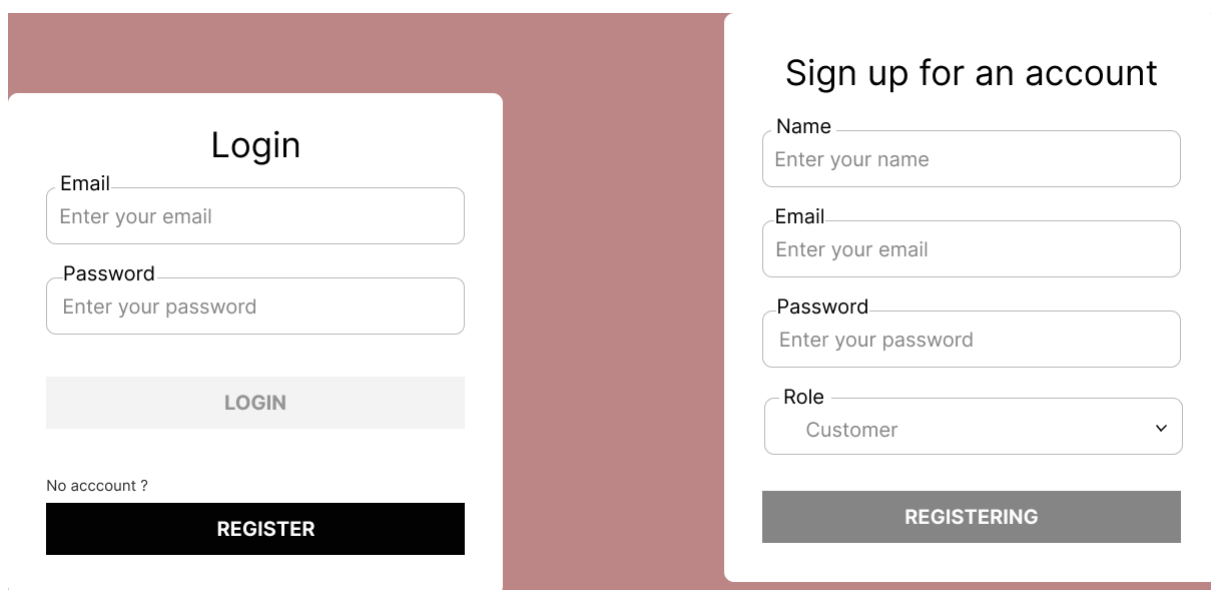 Login
Email
Enter your email
Password
Enter your password
LOGIN
No acccount ?
REGISTER
Sign up for an account
Name
Enter your name
Email
Enter your email
Password
Enter your password
Role
Customer
REGISTERING